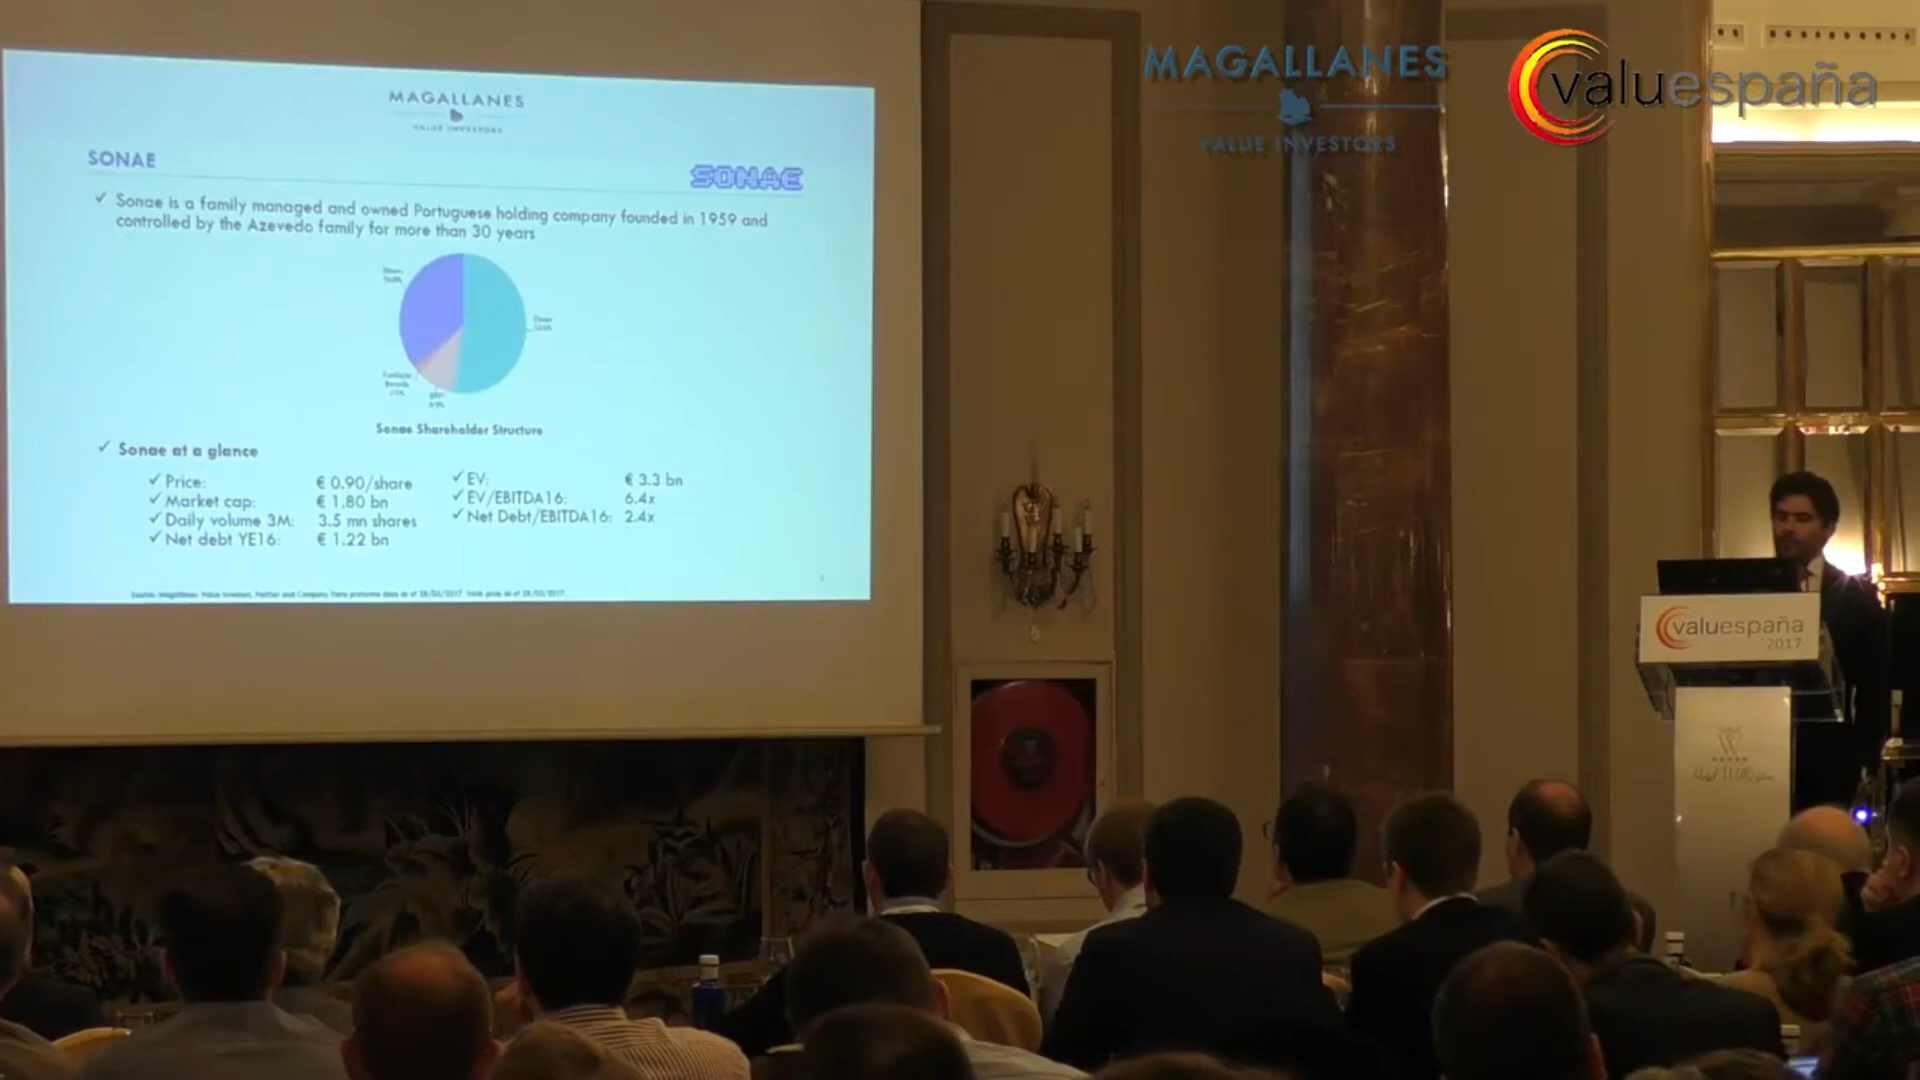 MAGALLANES
VALUE INVESTORS
SONAE
SONAE
✓ Sonae is a family managed and owned Portuguese holding company founded in 1959 and
controlled by the Azevedo family for more than 30 years
Sonae Shareholder Structure
✓ Sonae at a glance
✓ Price: € 0.90/share
✓ Market cap: € 1.80 bn
✓ Daily volume 3M: 3.5 mn shares
✓ Net debt YE16: € 1.22 bn
✓ EV: € 3.3 bn
✓ EV/EBITDA16: 6.4x
✓ Net Debt/EBITDA16: 2.4x
MAGALLANES
VALUE INVESTORS
valuespaña
valuespaña
2017
W